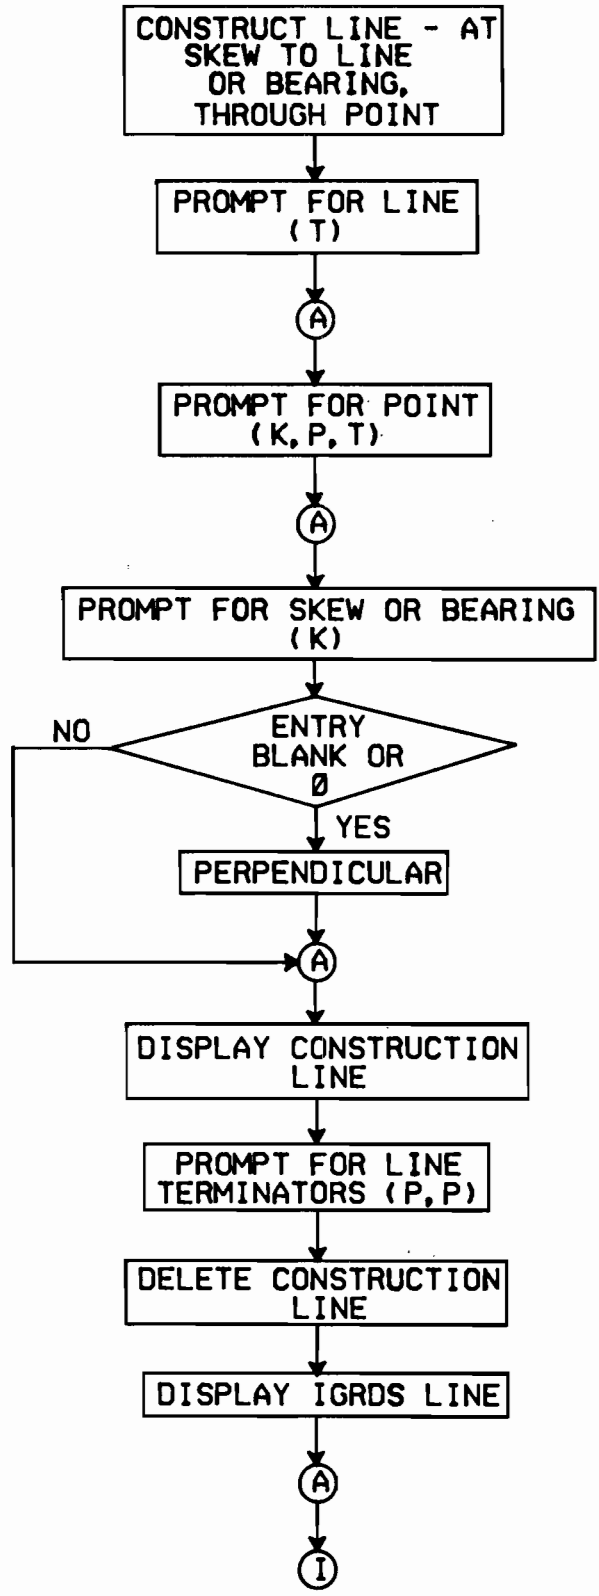 CONSTRUCT LINE - AT
SKEW TO LINE
OR BEARING,
THROUGH POINT
PROMPT FOR LINE
(T)
A
PROMPT FOR POINT
(K,P,T)
A
PROMPT FOR SKEW OR BEARING
(K)
NO
ENTRY
BLANK OR
Ø
YES
PERPENDICULAR
A
DISPLAY CONSTRUCTION
LINE
PROMPT FOR LINE
TERMINATORS (P,P)
DELETE CONSTRUCTION
LINE
DISPLAY IGRDS LINE
A
I